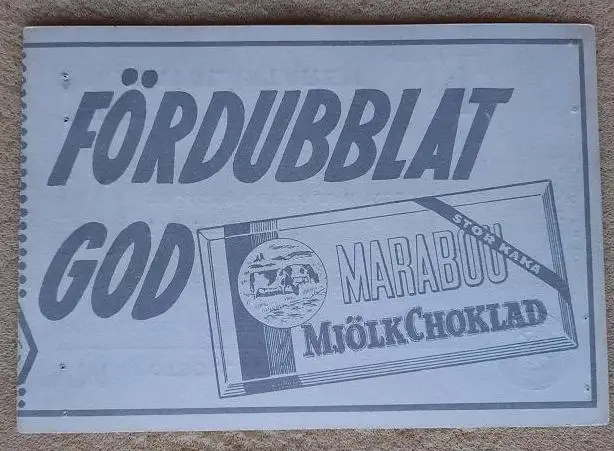 FÖRDUBBLAT
GOD
STOR KAKA
MARABOU
MJÖLKCHOKLAD